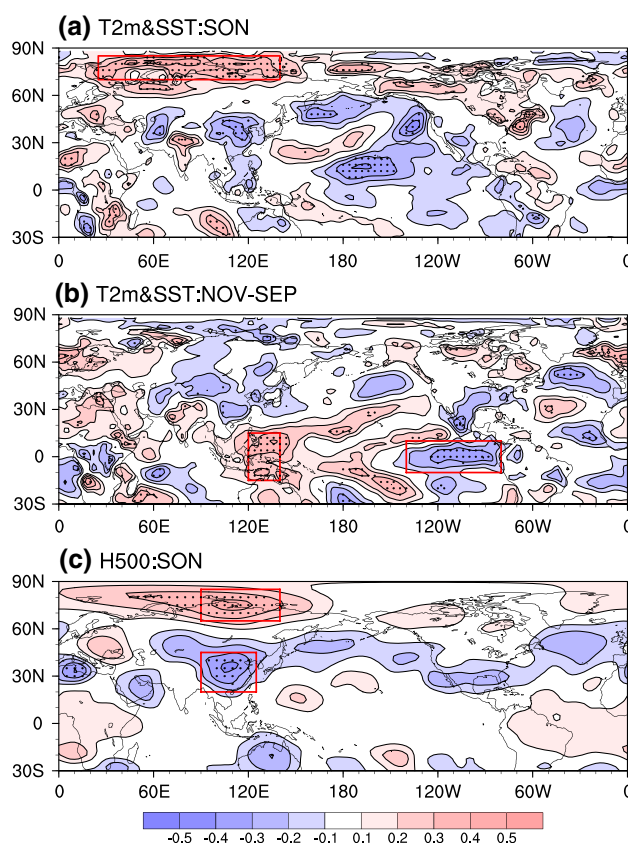 (a) T2m&SST:SON
90N
60N
30N
0
30S
0 60E 120E 180 120W 60W 0
(b) T2m&SST:NOV-SEP
90N
60N
30N
0
30S
0 60E 120E 180 120W 60W 0
(c) H500:SON
90N
60N
30N
0
30S
0 60E 120E 180 120W 60W 0
-0.5 -0.4 -0.3 -0.2 -0.1 0.1 0.2 0.3 0.4 0.5